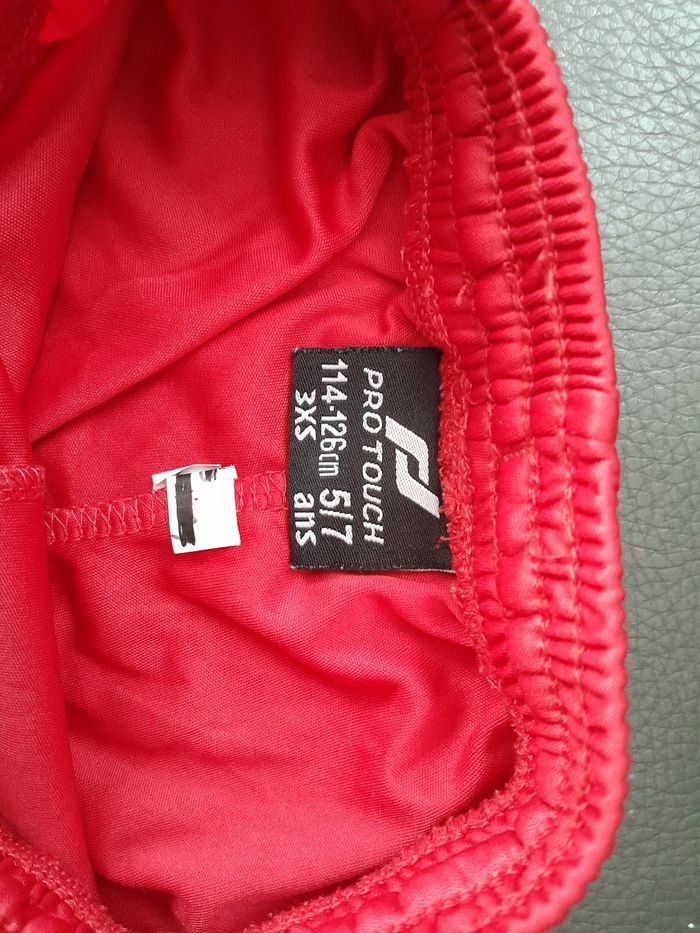 PRO TOUCH
114-126cm 5/7
3XS ans